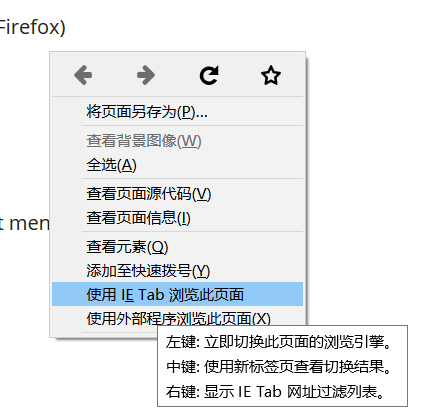 Firefox)
将页面另存为(P)...
查看背景图像(W)
全选(A)
查看页面源代码(V)
t men
查看页面信息(I)
查看元素(Q)
添加至快速拨号(Y)
使用 IE Tab 浏览此页面
使用外部程序浏览此页面(X)
左键: 立即切换此页面的浏览引擎。
中键: 使用新标签页查看切换结果。
右键: 显示 IE Tab 网址过滤列表。